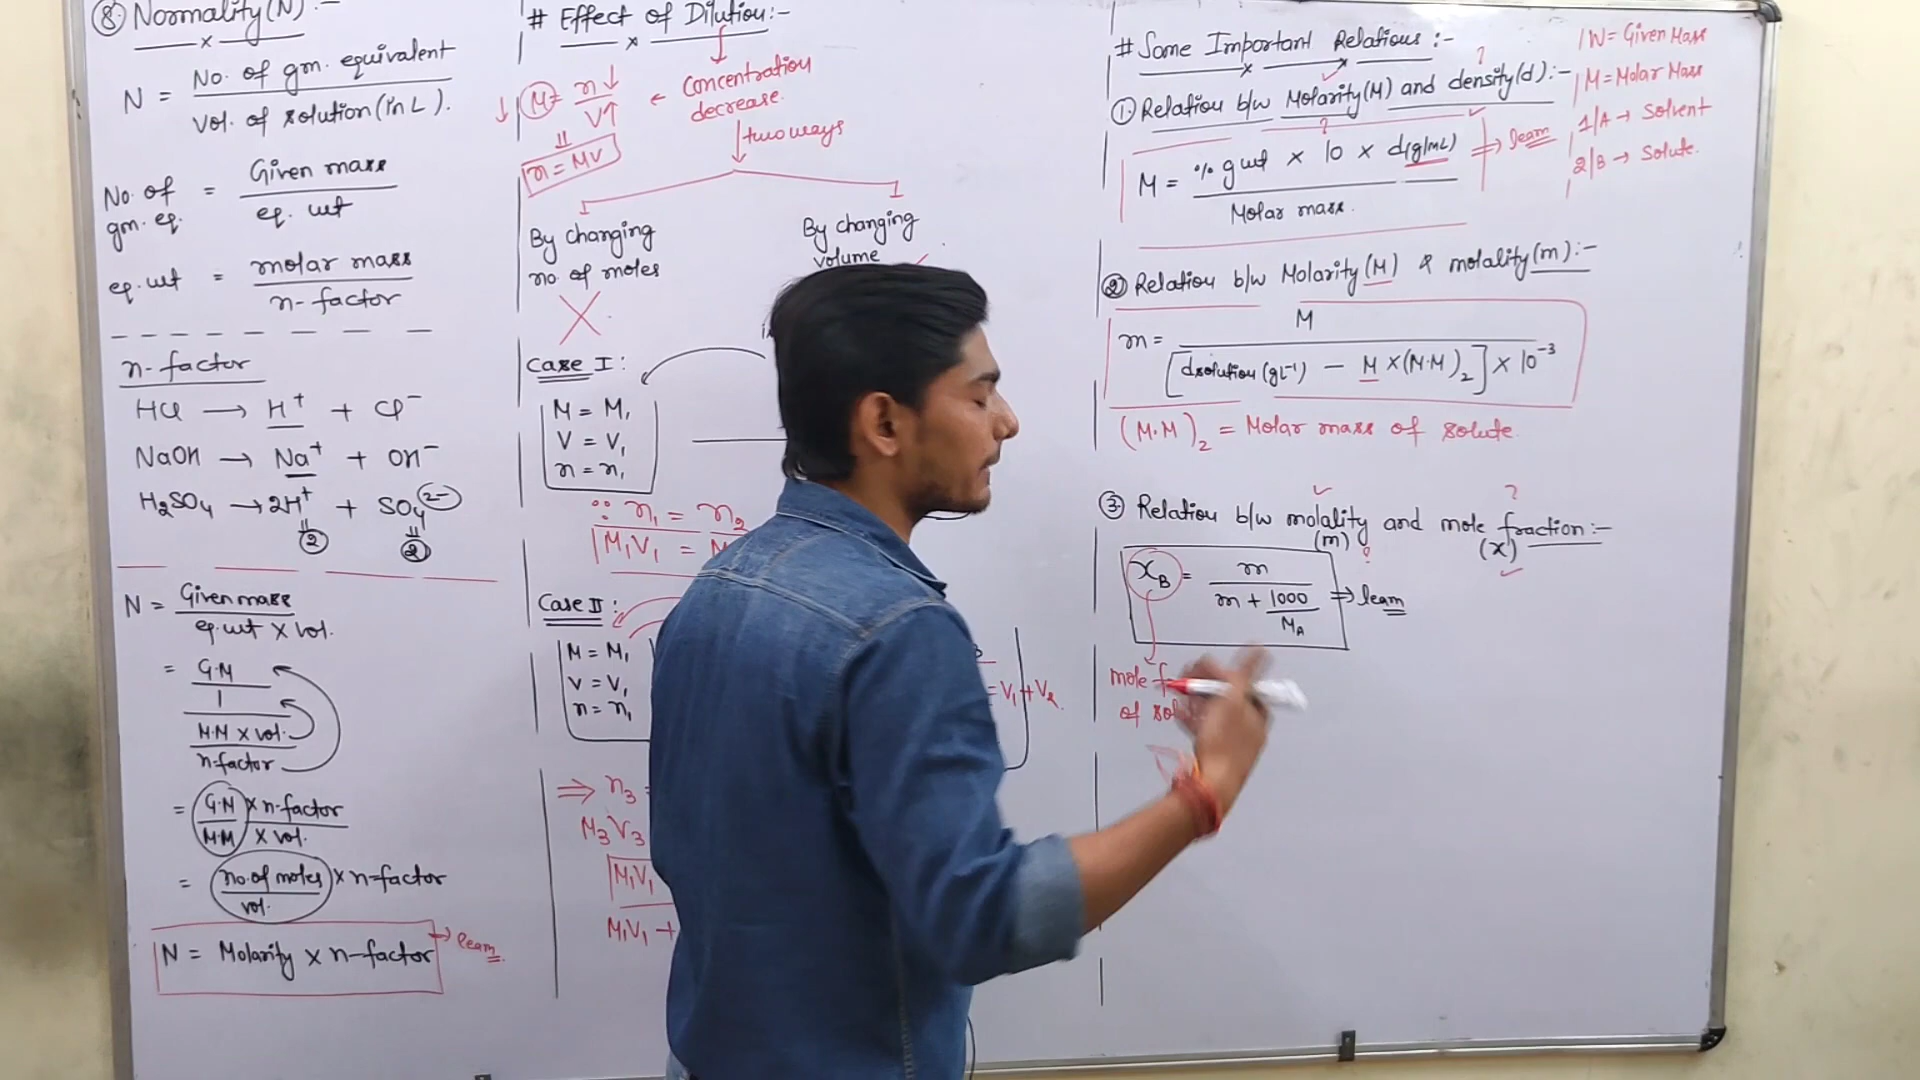 ⑧ Normality (N) :-
N = No. of gm. equivalent
Vol. of solution (in L).
No. of gm. eq. = Given mass
eq. wt
eq. wt = molar mass
n-factor
n-factor
HCl → H⁺ + Cl⁻
NaOH → Na⁺ + OH⁻
H₂SO₄ → 2H⁺ + SO₄²⁻
② ②
N = Given mass
eq. wt × vol.
= G.M
1
M.M × vol.
n-factor
= G.M × n-factor
M.M × vol.
= no. of moles × n-factor
vol.
N = Molarity × n-factor → learn
# Effect of Dilution :-
↓ M = n↓
V↑
← Concentration decrease.
n = MV
two ways
By changing no of moles
By changing volume
Case I :
M = M₁
V = V₁
n = n₁
∵ n₁ = n₂
M₁V₁ =
Case II :
M = M₁
V = V₁
n = n₁
= V₁ + V₂
⇒ n₃ =
M₃V₃
M₁V₁
M₁V₁ +
# Some Important Relations :-
W = Given Mass
M = Molar Mass
1/A → Solvent
2/B → Solute.
① Relation b/w Molarity (M) and density (d) :-
?
?
M = % gwt × 10 × d(g/mL) ⇒ learn
Molar mass.
② Relation b/w Molarity (M) & molality (m) :-
m = M
[dsolution (gL⁻¹) – M × (M.M)₂] × 10⁻³
(M.M)₂ = Molar mass of solute.
③ Relation b/w molality and mole fraction :-
(m) ? (x)
?
x_B = m
m + 1000
M_A
⇒ learn
mole f
of sol